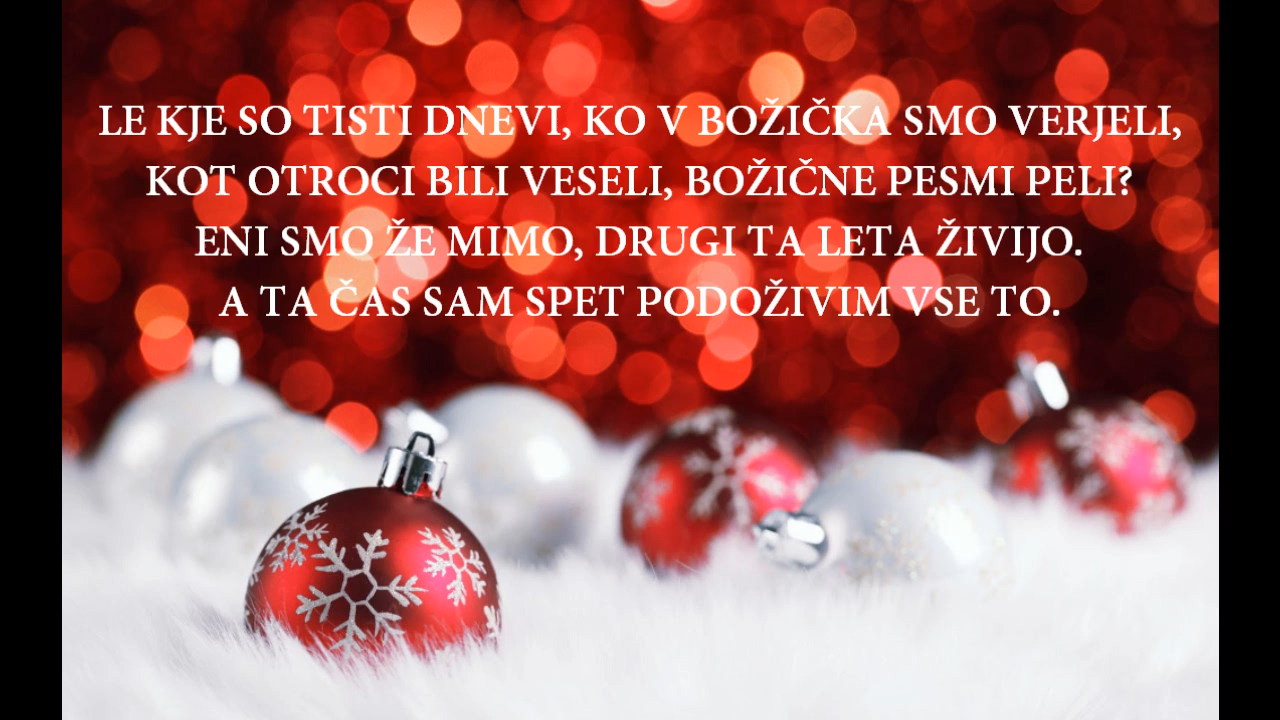 LE KJE SO TISTI DNEVI, KO V BOŽIČKA SMO VERJELI,
KOT OTROCI BILI VESELI, BOŽIČNE PESMI PELI?
ENI SMO ŽE MIMO, DRUGI TA LETA ŽIVIJO.
A TA ČAS SAM SPET PODOŽIVIM VSE TO.